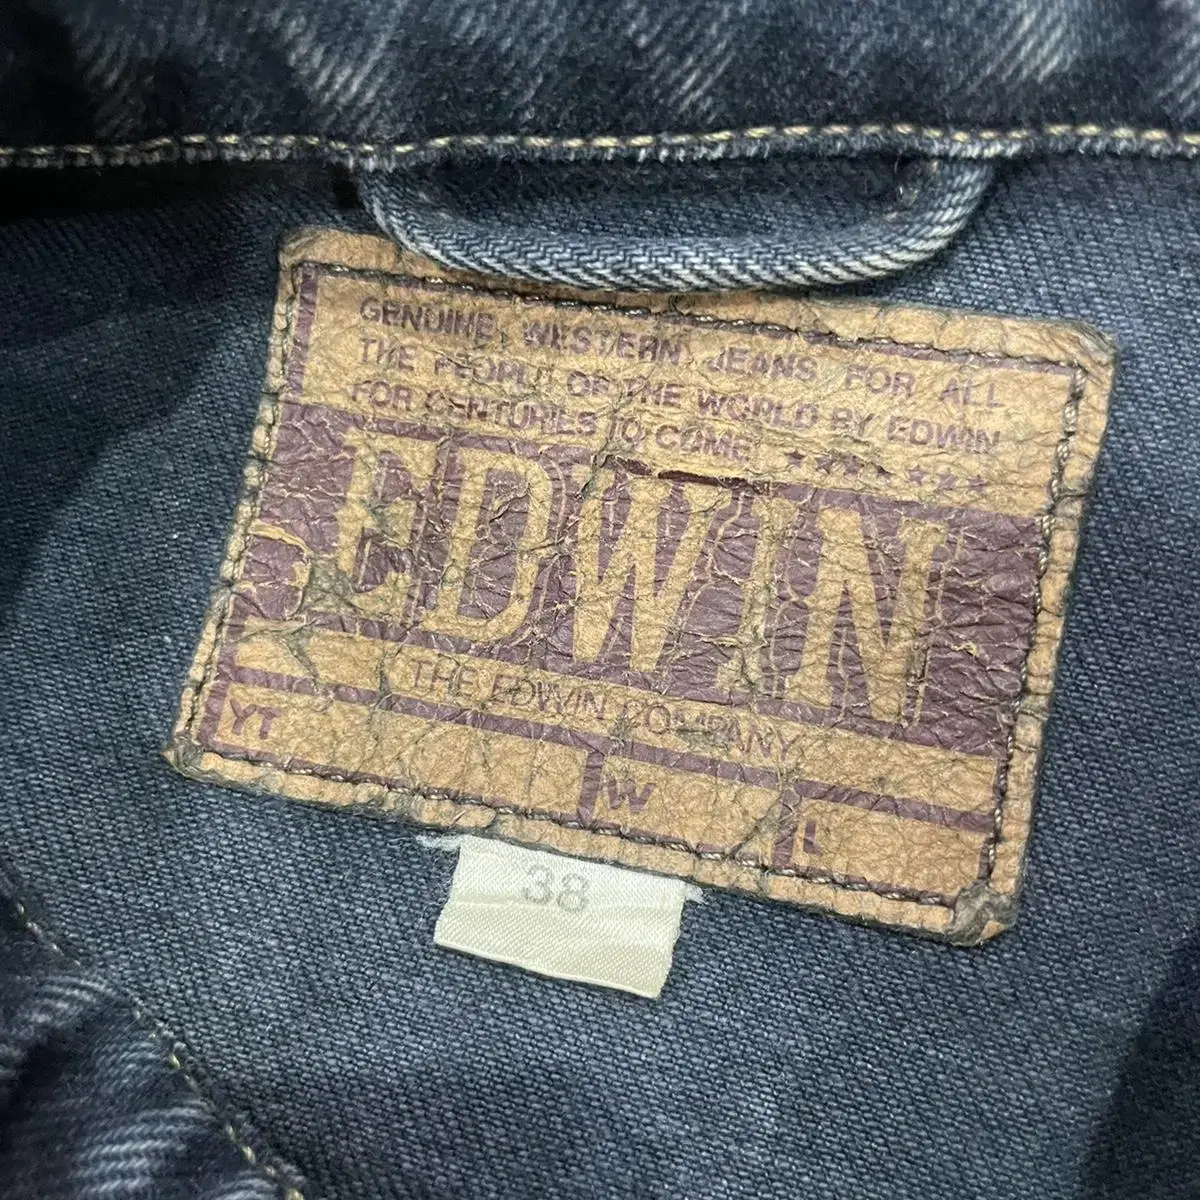 GENUINE WESTERN JEANS FOR ALL
THE PEOPLE OF THE WORLD BY EDWIN
FOR CENTURIES TO COME ★★★★★★★
EDWIN
THE EDWIN COMPANY
YT W L
38